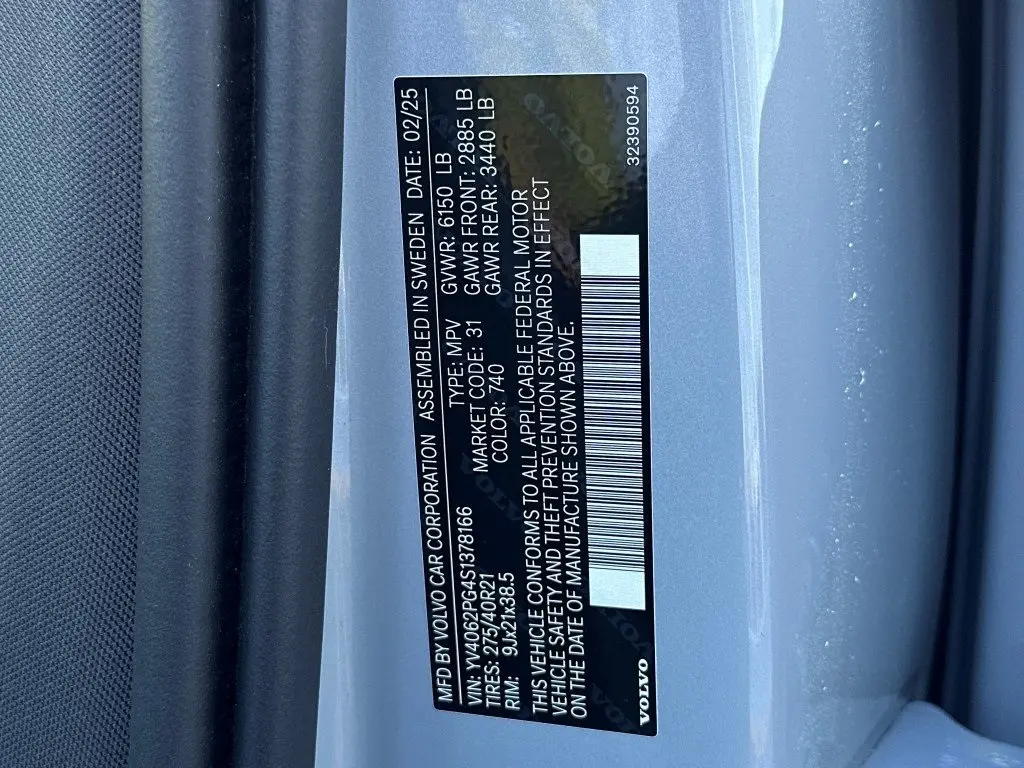 MFD BY VOLVO CAR CORPORATION ASSEMBLED IN SWEDEN DATE: 02/25
VIN: YV4062PG4S1378166 TYPE: MPV GVWR: 6150 LB
TIRES: 275/40R21 MARKET CODE: 31 GAWR FRONT: 2885 LB
RIM: 9Jx21x38.5 COLOR: 740 GAWR REAR: 3440 LB
THIS VEHICLE CONFORMS TO ALL APPLICABLE FEDERAL MOTOR
VEHICLE SAFETY AND THEFT PREVENTION STANDARDS IN EFFECT
ON THE DATE OF MANUFACTURE SHOWN ABOVE.
VOLVO 32390594